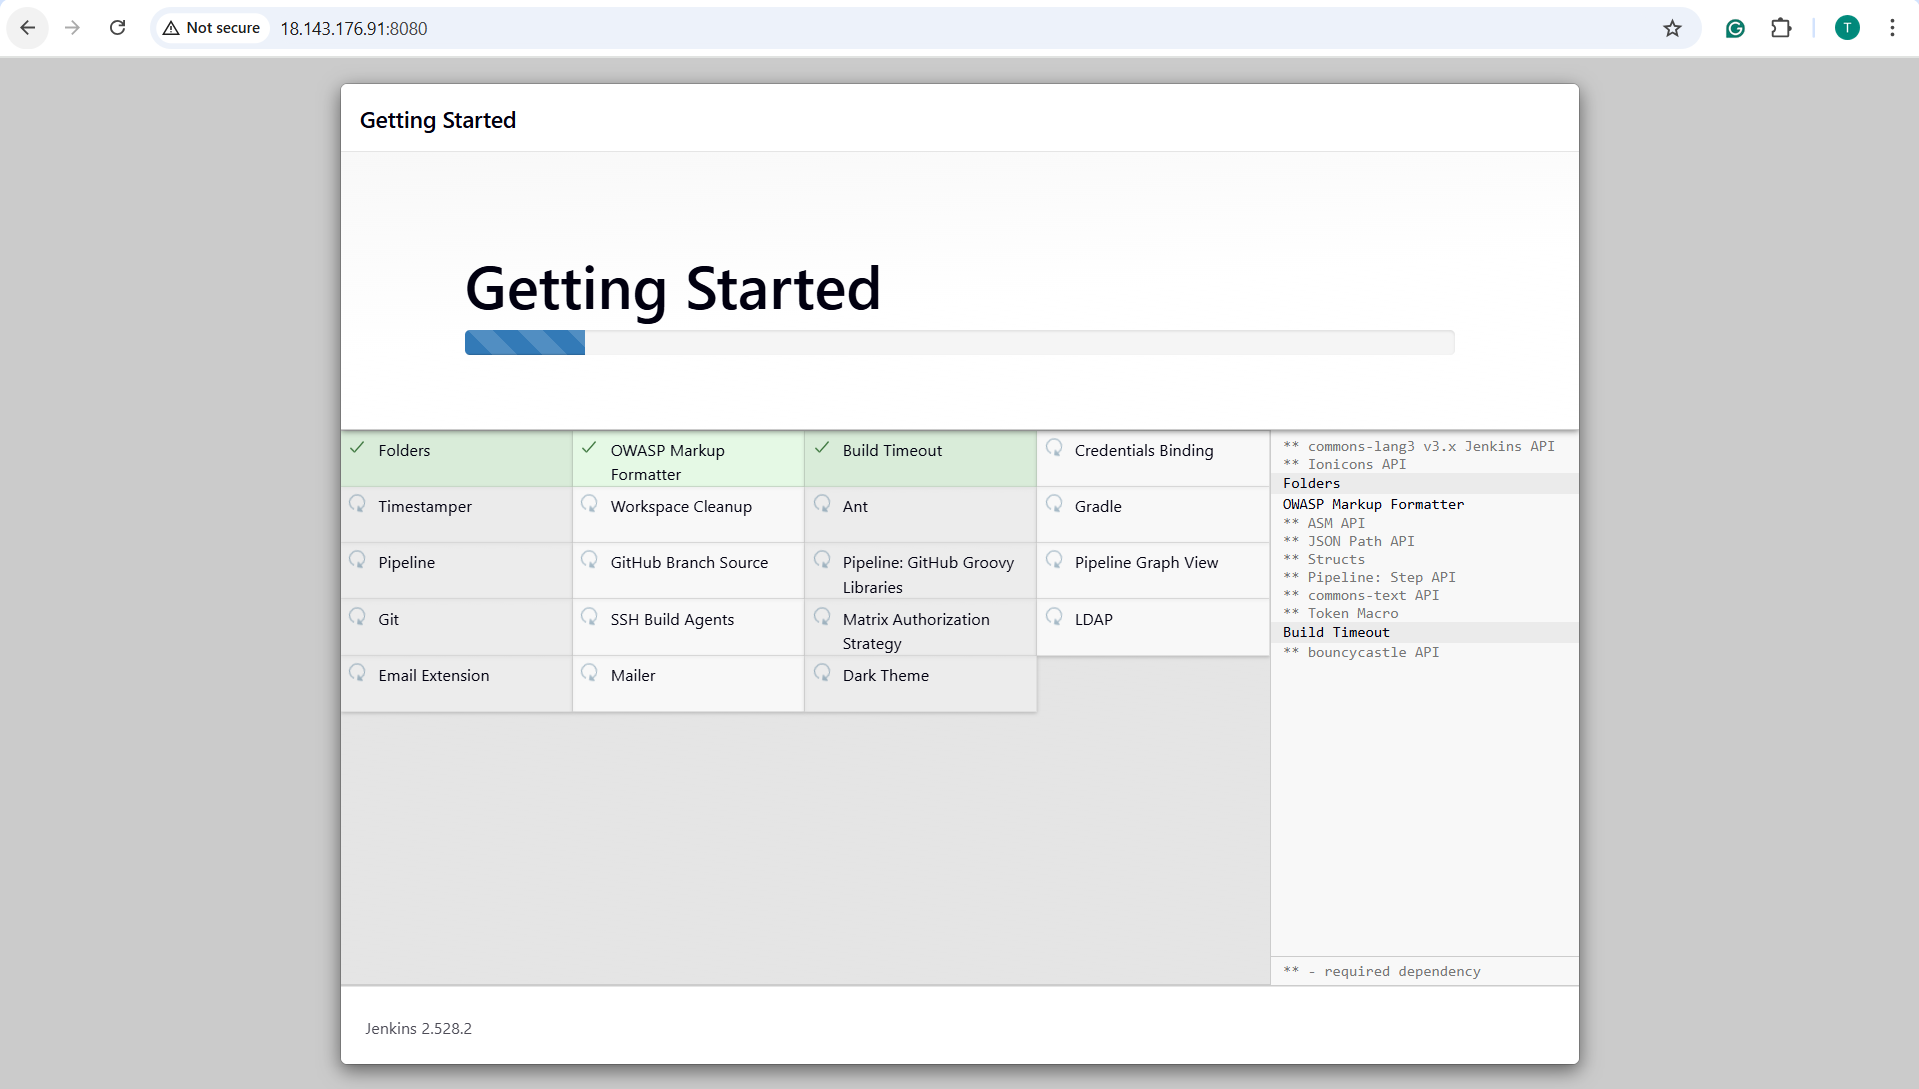 Not secure
18.143.176.91:8080
T
Getting Started
Getting Started
Folders
OWASP Markup
Formatter
Build Timeout
Credentials Binding
Timestamper
Workspace Cleanup
Ant
Gradle
Pipeline
GitHub Branch Source
Pipeline: GitHub Groovy
Libraries
Pipeline Graph View
Git
SSH Build Agents
Matrix Authorization
Strategy
LDAP
Email Extension
Mailer
Dark Theme
** commons-lang3 v3.x Jenkins API
** Ionicons API
Folders
OWASP Markup Formatter
** ASM API
** JSON Path API
** Structs
** Pipeline: Step API
** commons-text API
** Token Macro
Build Timeout
** bouncycastle API
** - required dependency
Jenkins 2.528.2